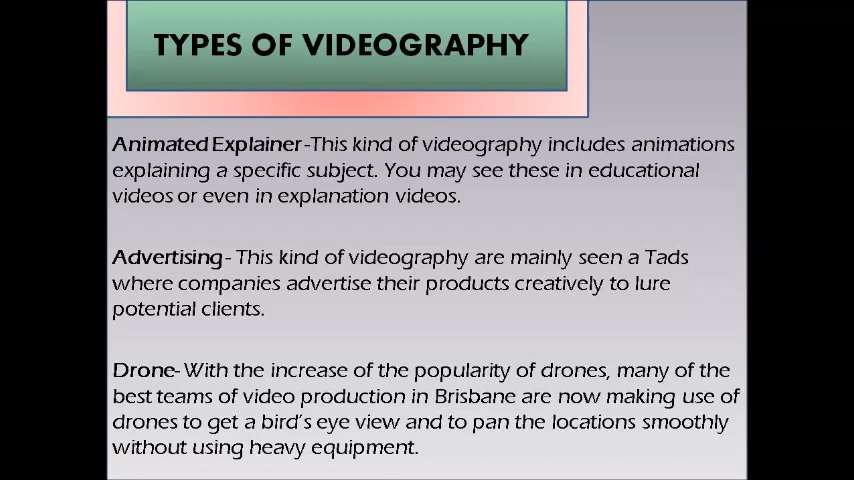 TYPES OF VIDEOGRAPHY
Animated Explainer -This kind of videography includes animations
explaining a specific subject. You may see these in educational
videos or even in explanation videos.
Advertising - This kind of videography are mainly seen a Tads
where companies advertise their products creatively to lure
potential clients.
Drone- With the increase of the popularity of drones, many of the
best teams of video production in Brisbane are now making use of
drones to get a bird's eye view and to pan the locations smoothly
without using heavy equipment.